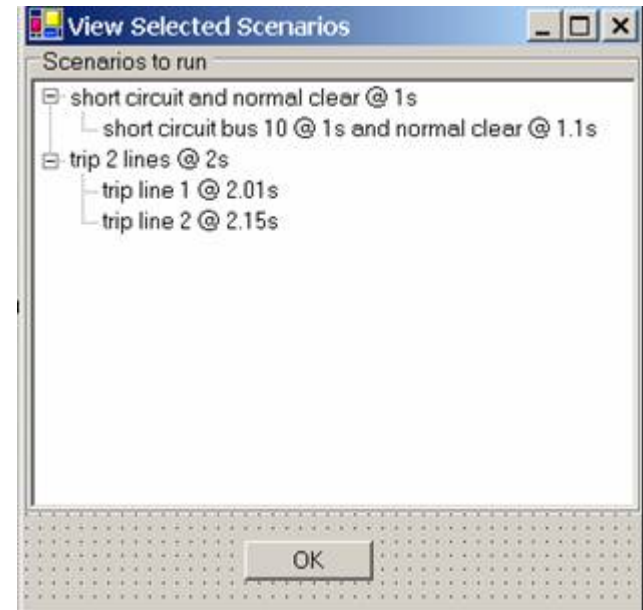 View Selected Scenarios
Scenarios to run
short circuit and normal clear @ 1s
short circuit bus 10 @ 1s and normal clear @ 1.1s
trip 2 lines @ 2s
trip line 1 @ 2.01s
trip line 2 @ 2.15s
OK